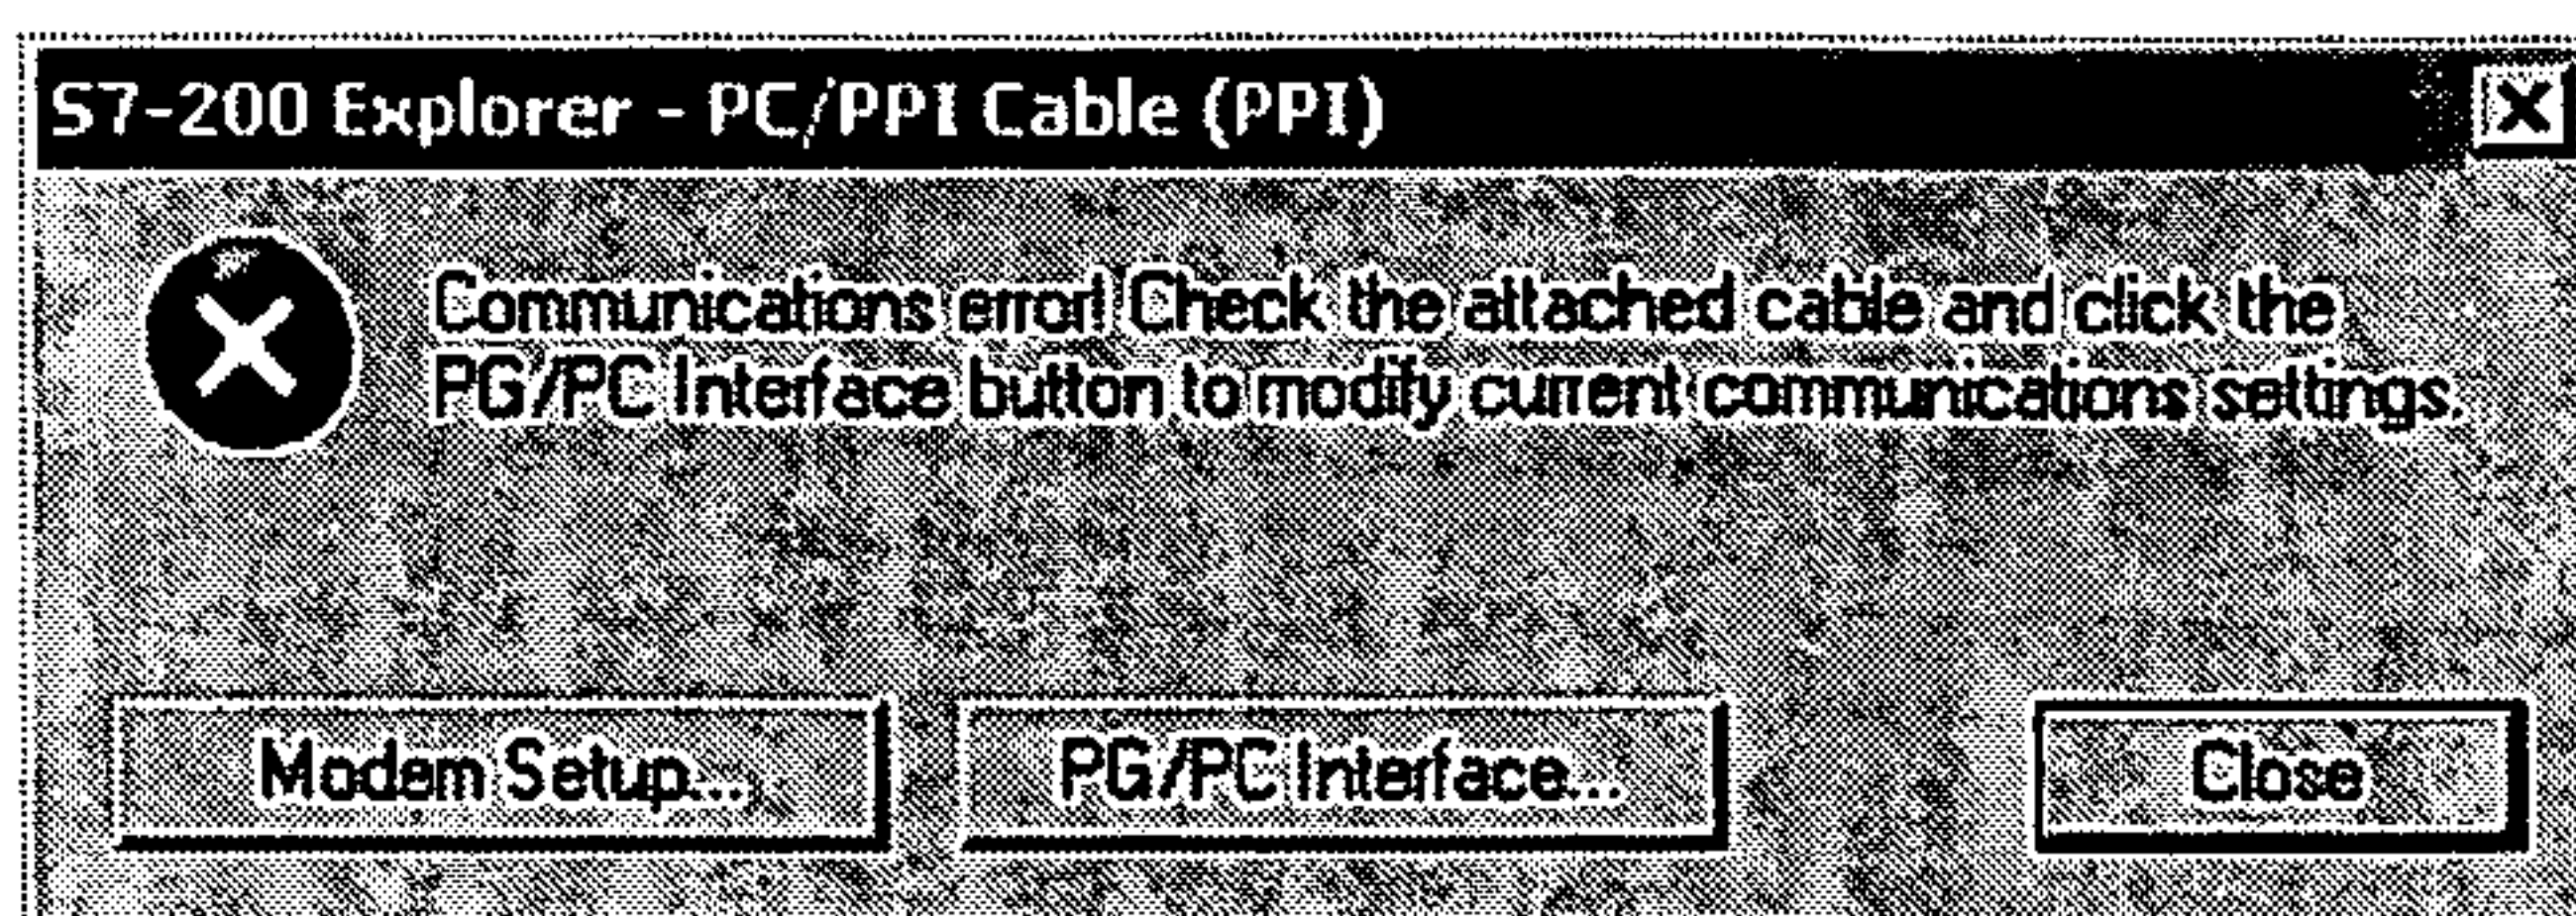 S7-200 Explorer - PC/PPI Cable (PPI)
Communications error! Check the attached cable and click the
PG/PC Interface button to modify current communications settings.
Modem Setup... PG/PC Interface... Close